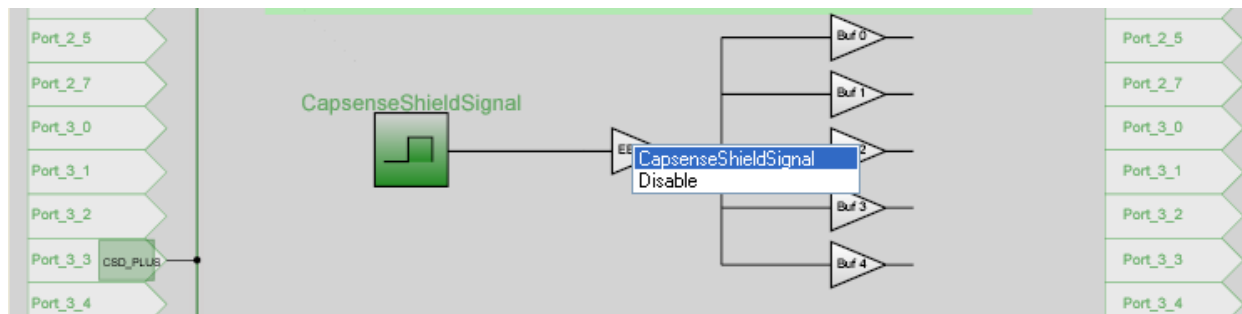 Port_2_5
Port_2_7
Port_3_0
Port_3_1
Port_3_2
Port_3_3
CSD_PLUS
Port_3_4
CapsenseShieldSignal
CapsenseShieldSignal
Disable
Buf 0
Buf 1
2
Buf 3
Buf 4
Port_2_5
Port_2_7
Port_3_0
Port_3_1
Port_3_2
Port_3_3
Port_3_4